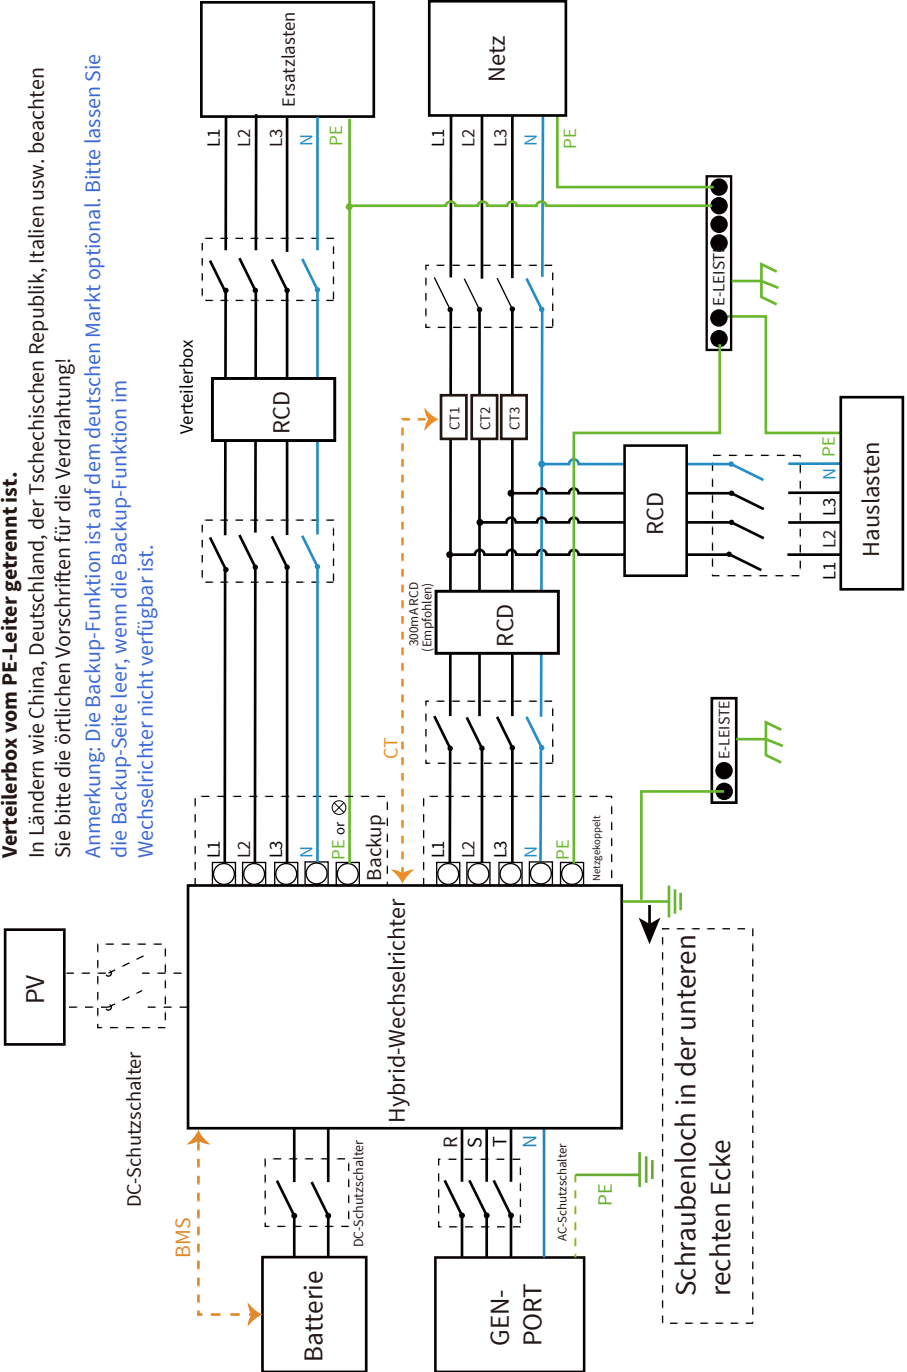 Verteilerbox vom PE-Leiter getrennt ist.
In Ländern wie China, Deutschland, der Tschechischen Republik, Italien usw. beachten
Sie bitte die örtlichen Vorschriften für die Verdrahtung!
Anmerkung: Die Backup-Funktion ist auf dem deutschen Markt optional. Bitte lassen Sie
die Backup-Seite leer, wenn die Backup-Funktion im
Wechselrichter nicht verfügbar ist.
PV
DC-Schutzschalter
BMS
Batterie
DC-Schutzschalter
GEN-
PORT
R
S
T
N
AC-Schutzschalter
PE
Hybrid-Wechselrichter
Schraubenloch in der unteren
rechten Ecke
L1
L2
L3
N
PE or ⊗
Backup
CT
L1
L2
L3
N
PE
Netzgekoppelt
E-LEISTE
Verteilerbox
RCD
300mA RCD
(Empfohlen)
RCD
CT1
CT2
CT3
RCD
L1
L2
L3
N
PE
Hauslasten
E-LEISTE
L1
L2
L3
N
PE
Ersatzlasten
L1
L2
L3
N
PE
Netz